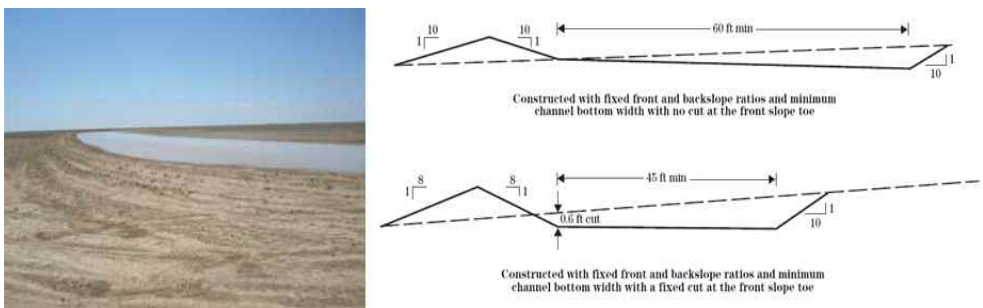 10
1
10
1
60 ft min
1
10
Constructed with fixed front and backslope ratios and minimum
channel bottom width with no cut at the front slope toe
8
1
8
1
45 ft min
0.6 ft cut
1
10
Constructed with fixed front and backslope ratios and minimum
channel bottom width with a fixed cut at the front slope toe